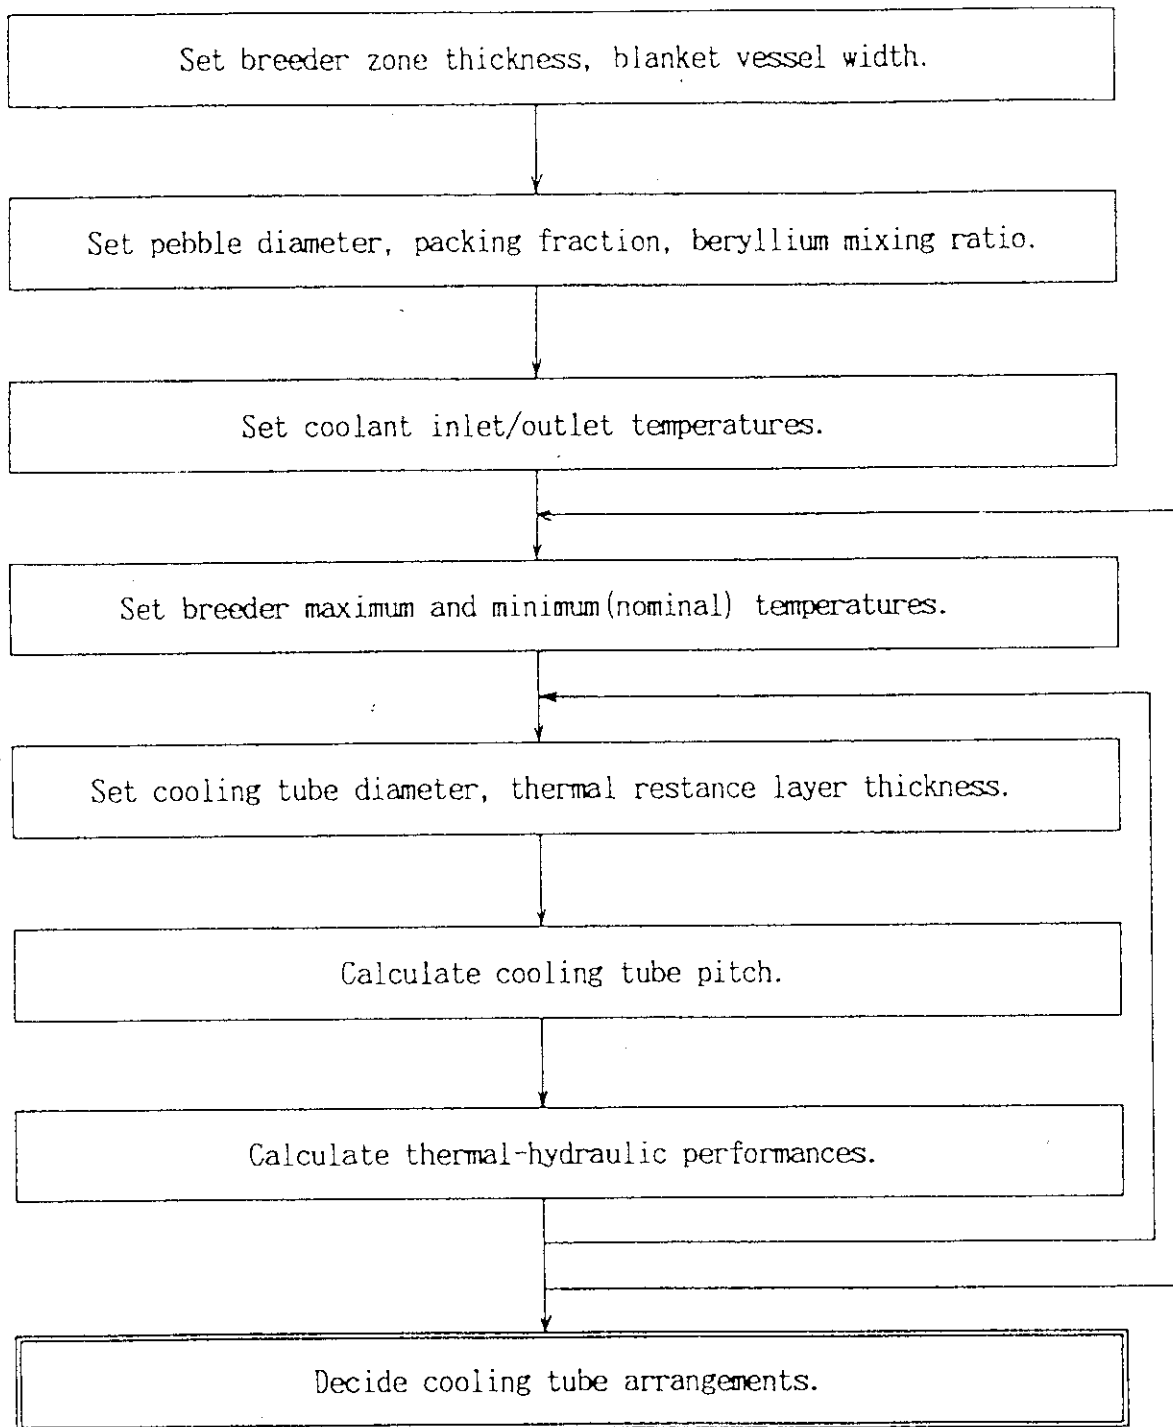 Set breeder zone thickness, blanket vessel width.
Set pebble diameter, packing fraction, beryllium mixing ratio.
Set coolant inlet/outlet temperatures.
Set breeder maximum and minimum(nominal) temperatures.
Set cooling tube diameter, thermal restance layer thickness.
Calculate cooling tube pitch.
Calculate thermal-hydraulic performances.
Decide cooling tube arrangements.